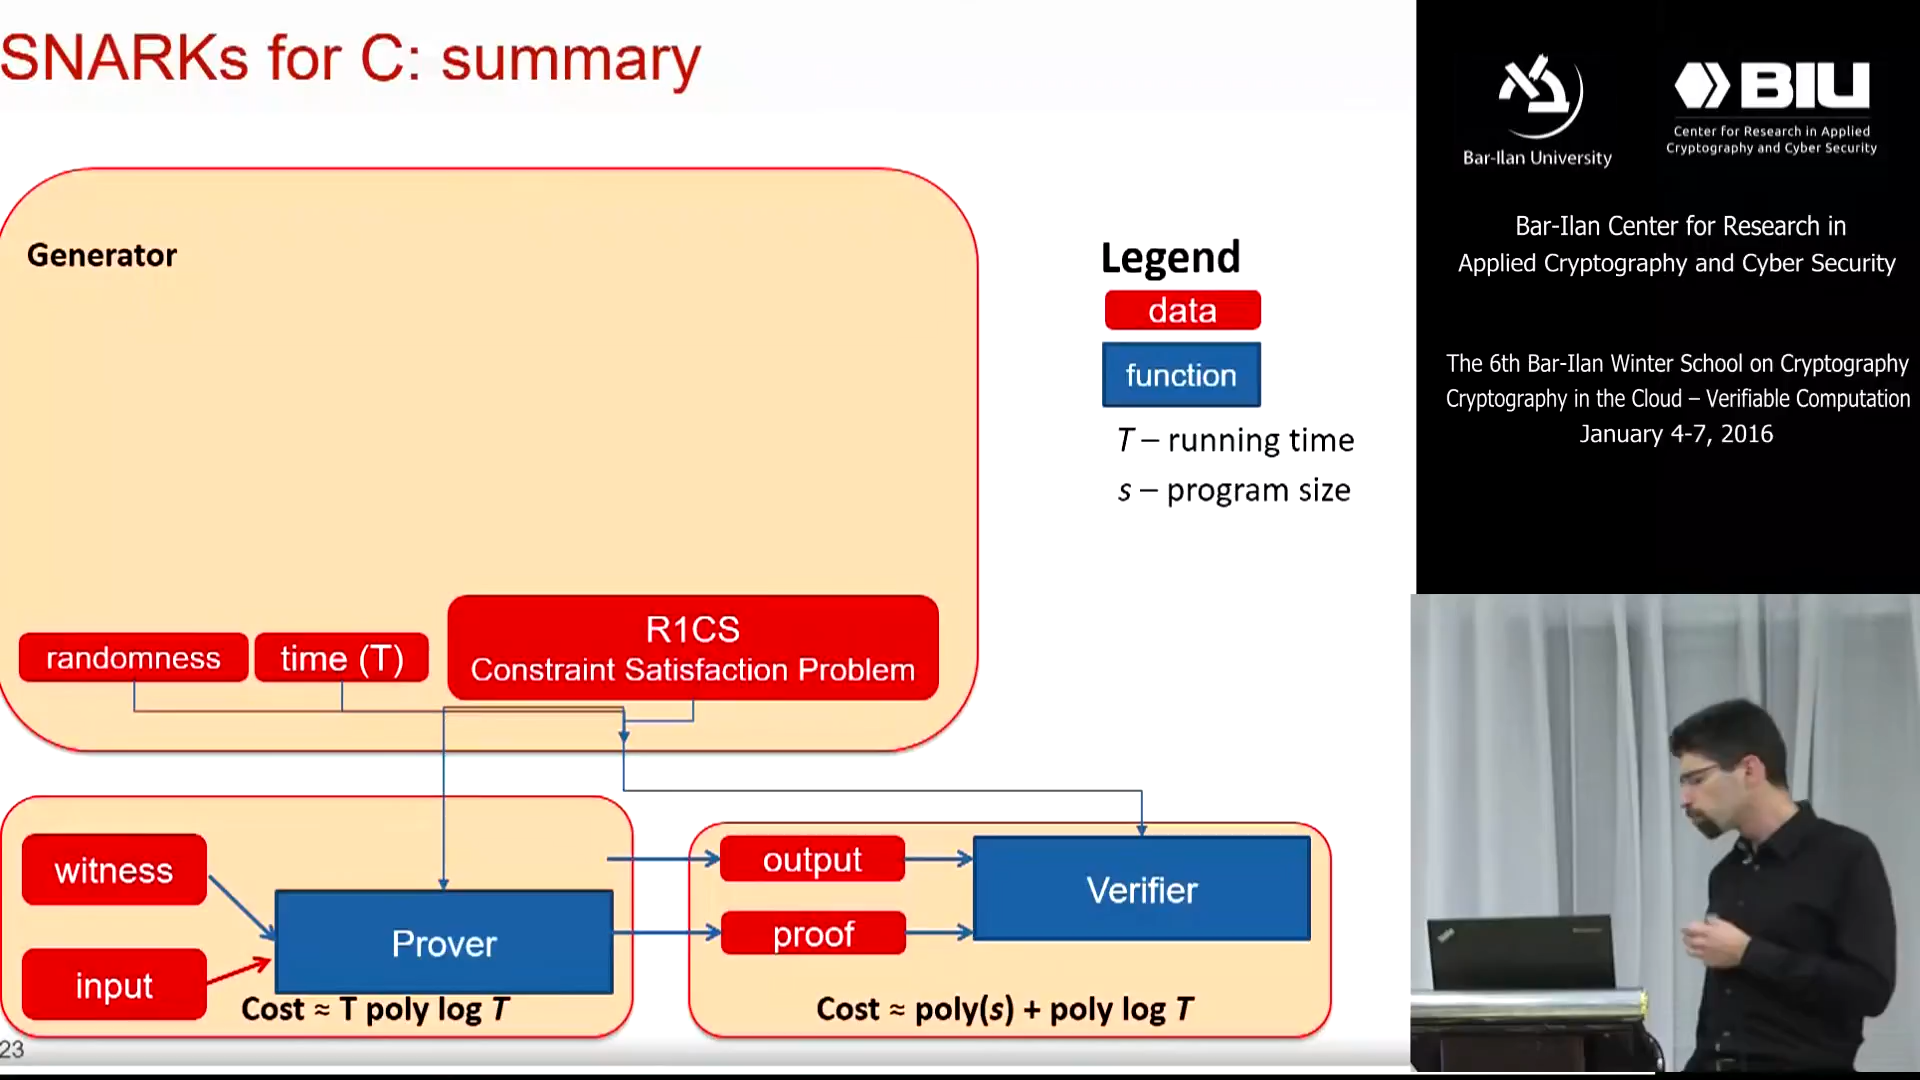 SNARKs for C: summary
Generator
Legend
data
function
T – running time
s – program size
randomness
time (T)
R1CS
Constraint Satisfaction Problem
witness
input
Prover
Cost ≈ T poly log T
output
proof
Verifier
Cost ≈ poly(s) + poly log T
23
Bar-Ilan University
BIU
Center for Research in Applied
Cryptography and Cyber Security
Bar-Ilan Center for Research in
Applied Cryptography and Cyber Security
The 6th Bar-Ilan Winter School on Cryptography
Cryptography in the Cloud – Verifiable Computation
January 4-7, 2016